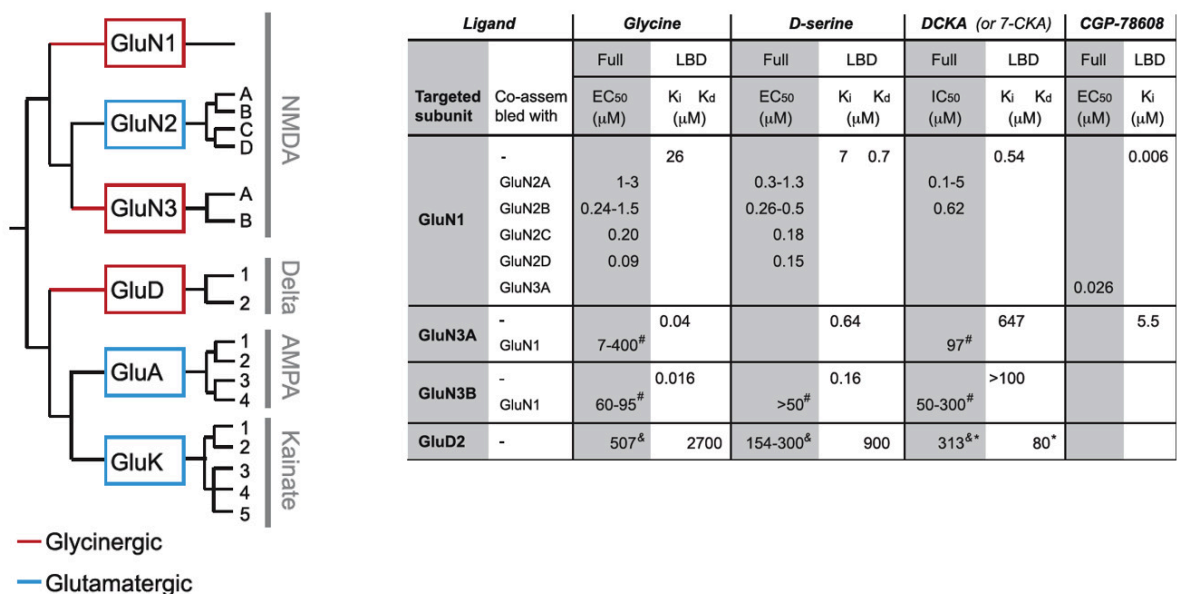 GluN1
GluN2
A
B
C
D
GluN3
A
B
NMDA
GluD
1
2
Delta
GluA
1
2
3
4
AMPA
GluK
1
2
3
4
5
Kainate
Glycinergic
Glutamatergic
Ligand Glycine D-serine DCKA (or 7-CKA) CGP-78608
Full LBD Full LBD Full LBD Full LBD
Targeted subunit Co-assem bled with EC50 (μM) Ki Kd (μM) EC50 (μM) Ki Kd (μM) IC50 (μM) Ki Kd (μM) EC50 (μM) Ki (μM)
GluN1 - 26 7 0.7 0.54 0.006
GluN2A 1-3 0.3-1.3 0.1-5
GluN2B 0.24-1.5 0.26-0.5 0.62
GluN2C 0.20 0.18
GluN2D 0.09 0.15
GluN3A 0.026
GluN3A - 0.04 0.64 647 5.5
GluN1 7-400# 97#
GluN3B - 0.016 0.16 >100
GluN1 60-95# >50# 50-300#
GluD2 - 507& 2700 154-300& 900 313&* 80*